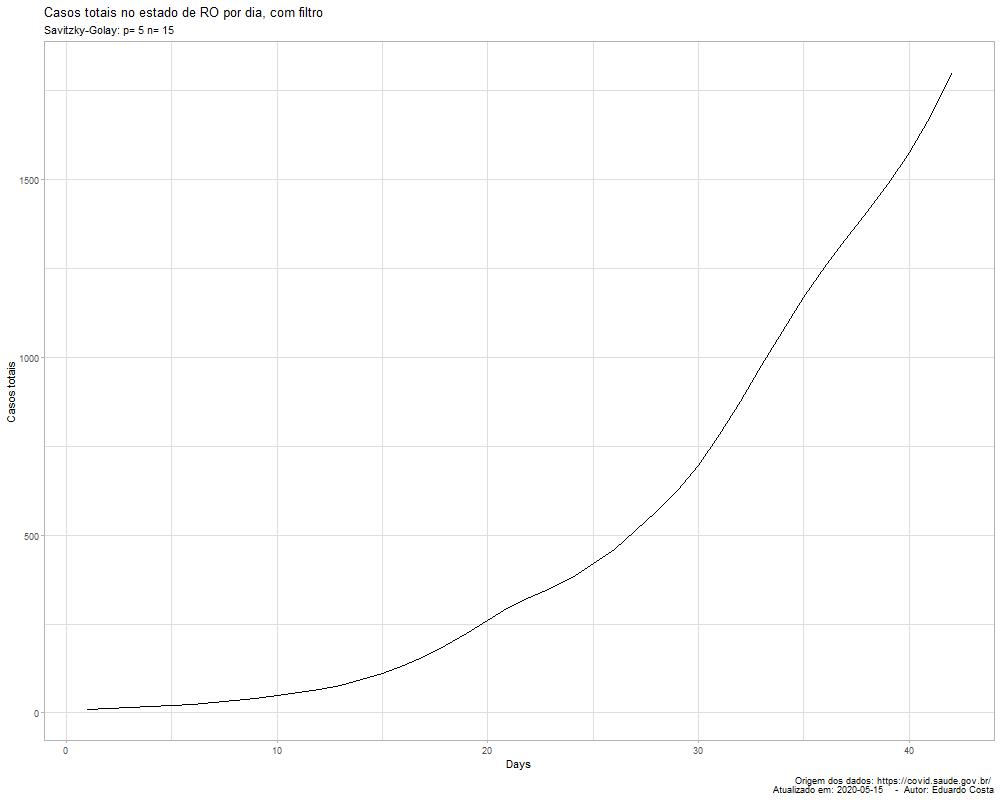 Casos totais no estado de RO por dia, com filtro
Savitzky-Golay: p= 5 n= 15
Casos totais
1500
1000
500
0
0 10 20 30 40
Days
Origem dos dados: https://covid.saude.gov.br/
Atualizado em: 2020-05-15 - Autor: Eduardo Costa